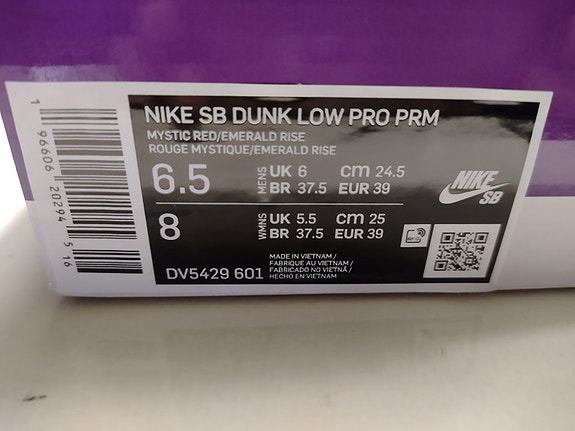 1 96606 20294 5 16
NIKE SB DUNK LOW PRO PRM
MYSTIC RED/EMERALD RISE
ROUGE MYSTIQUE/EMERALD RISE
6.5 MENS UK 6 cm 24.5
BR 37.5 EUR 39
8 WMNS UK 5.5 cm 25
BR 37.5 EUR 39
NIKE
SB
MADE IN VIETNAM /
FABRIQUÉ AU VIETNAM /
FABRICADO NO VIETNÃ /
HECHO EN VIETNAM
DV5429 601